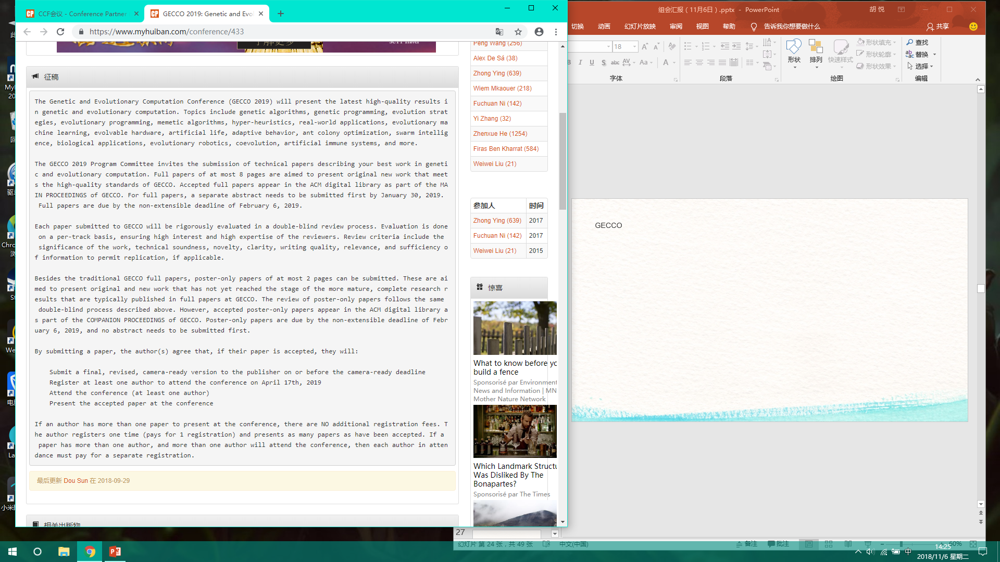 CCF会议 - Conference Partner
GECCO 2019: Genetic and Evol
https://www.myhuiban.com/conference/433
了解更多
征稿
The Genetic and Evolutionary Computation Conference (GECCO 2019) will present the latest high-quality results i
n genetic and evolutionary computation. Topics include genetic algorithms, genetic programming, evolution strat
egies, evolutionary programming, memetic algorithms, hyper-heuristics, real-world applications, evolutionary ma
chine learning, evolvable hardware, artificial life, adaptive behavior, ant colony optimization, swarm intellig
ence, biological applications, evolutionary robotics, coevolution, artificial immune systems, and more.
The GECCO 2019 Program Committee invites the submission of technical papers describing your best work in geneti
c and evolutionary computation. Full papers of at most 8 pages are aimed to present original new work that meet
s the high-quality standards of GECCO. Accepted full papers appear in the ACM digital library as part of the MA
IN PROCEEDINGS of GECCO. For full papers, a separate abstract needs to be submitted first by January 30, 2019.
Full papers are due by the non-extensible deadline of February 6, 2019.
Each paper submitted to GECCO will be rigorously evaluated in a double-blind review process. Evaluation is done
on a per-track basis, ensuring high interest and high expertise of the reviewers. Review criteria include the
significance of the work, technical soundness, novelty, clarity, writing quality, relevance, and sufficiency o
f information to permit replication, if applicable.
Besides the traditional GECCO full papers, poster-only papers of at most 2 pages can be submitted. These are ai
med to present original and new work that has not yet reached the stage of the more mature, complete research r
esults that are typically published in full papers at GECCO. The review of poster-only papers follows the same
double-blind process described above. However, accepted poster-only papers appear in the ACM digital library a
s part of the COMPANION PROCEEDINGS of GECCO. Poster-only papers are due by the non-extensible deadline of Febr
uary 6, 2019, and no abstract needs to be submitted first.
By submitting a paper, the author(s) agree that, if their paper is accepted, they will:
Submit a final, revised, camera-ready version to the publisher on or before the camera-ready deadline
Register at least one author to attend the conference on April 17th, 2019
Attend the conference (at least one author)
Present the accepted paper at the conference
If an author has more than one paper to present at the conference, there are NO additional registration fees. T
he author registers one time (pays for 1 registration) and presents as many papers as have been accepted. If a
paper has more than one author, and more than one author will attend the conference, then each author in atten
dance must pay for a separate registration.
最后更新 Dou Sun 在 2018-09-29
相关出版物
Peng Wang (256)
Alex De Sá (38)
Zhong Ying (639)
Wiem Mkaouer (218)
Fuchuan Ni (142)
Yi Zhang (32)
Zhenxue He (1254)
Firas Ben Kharrat (584)
Weiwei Liu (21)
参加人 时间
Zhong Ying (639) 2017
Fuchuan Ni (142) 2017
Weiwei Liu (21) 2015
惊喜
What to know before yo
build a fence
Sponsorisé par Environment
News and Information | MN
Mother Nature Network
Which Landmark Structu
Was Disliked By The
Bonapartes?
Sponsorisé par The Times
组会汇报（11月6日）.pptx - PowerPoint
胡 悦
切换 动画 幻灯片放映 审阅 视图 帮助 告诉我你想要做什么 共享
18
字体
段落
形状 排列 快速样式
形状填充
形状轮廓
形状效果
绘图
查找
替换
选择
编辑
GECCO
27
幻灯片 第 24 张，共 49 张 中文(中国) 备注 批注 60%
中
14:25
2018/11/6 星期二